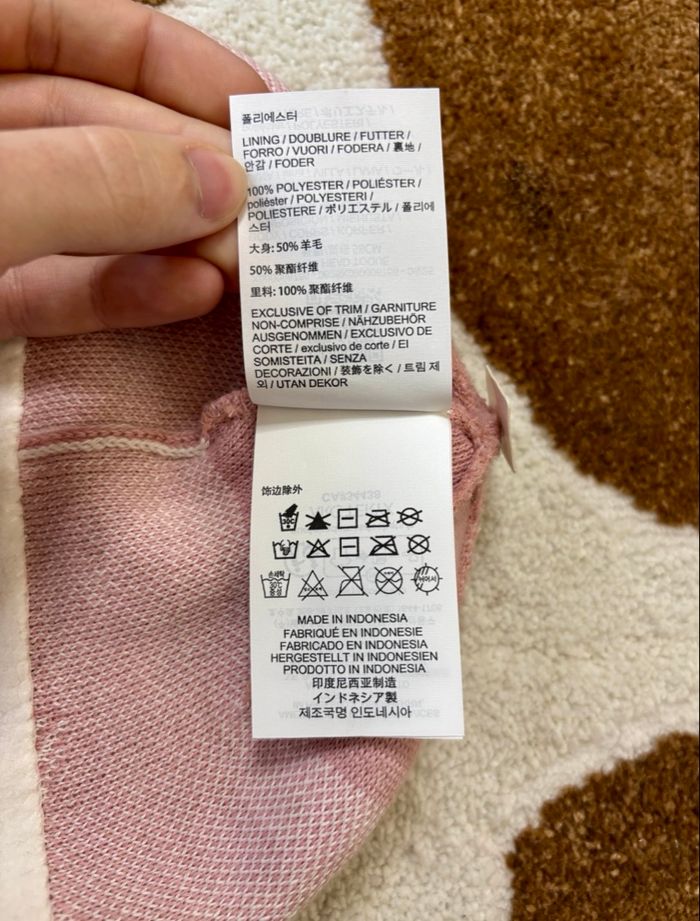 폴리에스터
LINING / DOUBLURE / FUTTER /
FORRO / VUORI / FODERA / 裏地 /
안감 / FODER
100% POLYESTER / POLIÉSTER /
poliéster / POLYESTERI /
POLIESTERE / ポリエステル / 폴리에
스터
大身: 50% 羊毛
50% 聚酯纤维
里料: 100% 聚酯纤维
EXCLUSIVE OF TRIM / GARNITURE
NON-COMPRISE / NÄHZUBEHÖR
AUSGENOMMEN / EXCLUSIVO DE
CORTE / exclusivo de corte / EI
SOMISTEITA / SENZA
DECORAZIONI / 装飾を除く / 트림 제
외 / UTAN DEKOR
饰边除外
손세탁
30℃
중성
MADE IN INDONESIA
FABRIQUÉ EN INDONESIE
FABRICADO EN INDONESIA
HERGESTELLT IN INDONESIEN
PRODOTTO IN INDONESIA
印度尼西亚制造
インドネシア製
제조국명 인도네시아